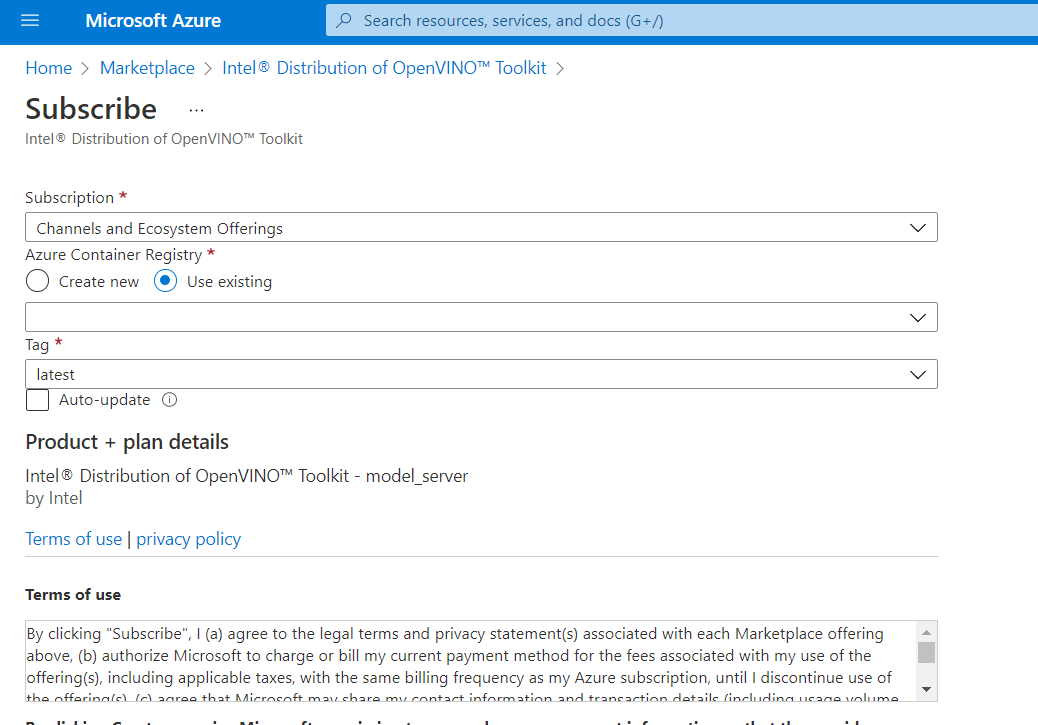 Microsoft Azure
Search resources, services, and docs (G+/)
Home > Marketplace > Intel® Distribution of OpenVINO™ Toolkit >
Subscribe ...
Intel® Distribution of OpenVINO™ Toolkit
Subscription *
Channels and Ecosystem Offerings
Azure Container Registry *
Create new Use existing
Tag *
latest
Auto-update
Product + plan details
Intel® Distribution of OpenVINO™ Toolkit - model_server
by Intel
Terms of use | privacy policy
Terms of use
By clicking "Subscribe", I (a) agree to the legal terms and privacy statement(s) associated with each Marketplace offering
above, (b) authorize Microsoft to charge or bill my current payment method for the fees associated with my use of the
offering(s), including applicable taxes, with the same billing frequency as my Azure subscription, until I discontinue use of
the offering(s), (c) agree that Microsoft may share my contact information and transaction details (including usage volume